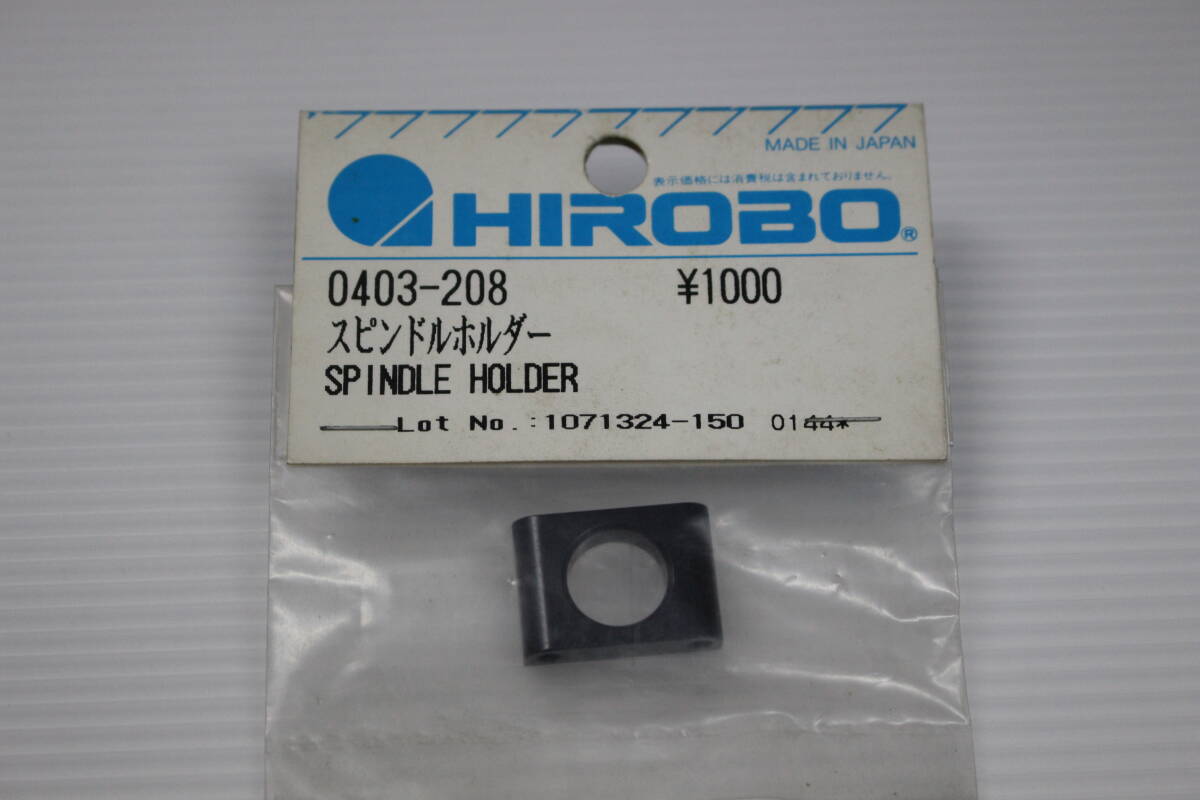 MADE IN JAPAN
表示価格には消費税は含まれておりません。
HIROBO®
0403-208 ¥1000
スピンドルホルダー
SPINDLE HOLDER
Lot No.:1071324-150 0144*